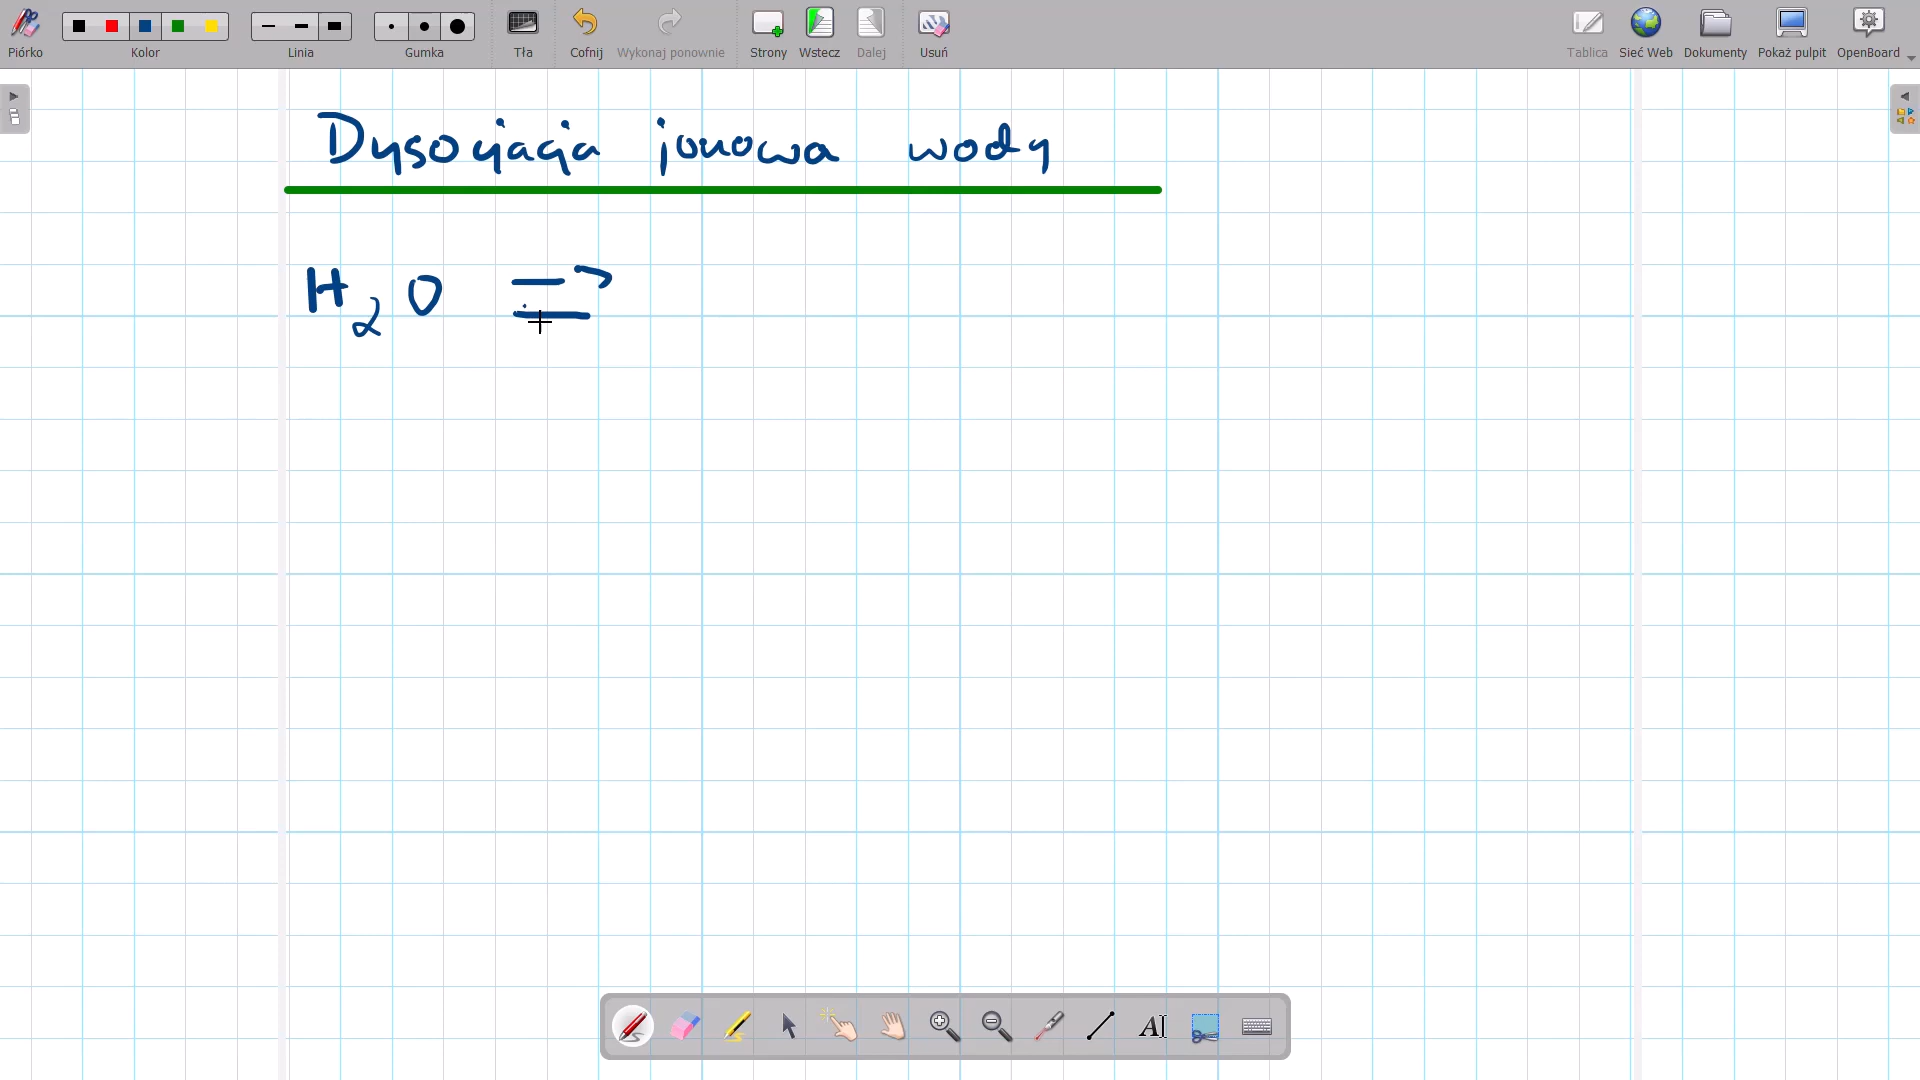 Piórko Kolor Linia Gumka Tła Cofnij Wykonaj ponownie Strony Wstecz Dalej Usuń Tablica Sieć Web Dokumenty Pokaż pulpit OpenBoard
Dysocjacja jonowa wody
H₂O ⇌